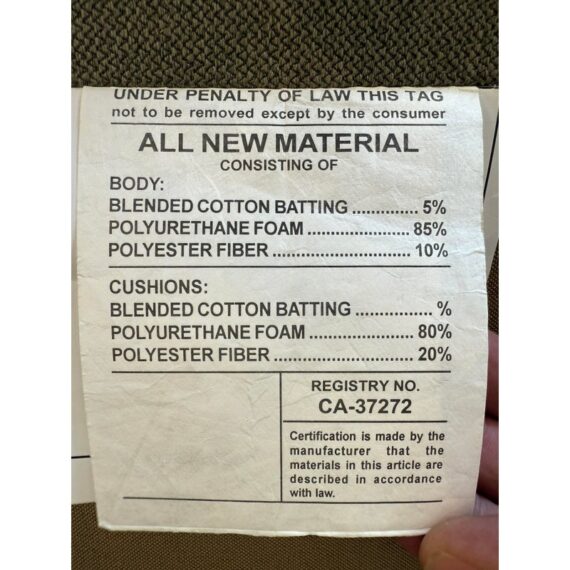 UNDER PENALTY OF LAW THIS TAG
not to be removed except by the consumer
ALL NEW MATERIAL
CONSISTING OF
BODY:
BLENDED COTTON BATTING .............. 5%
POLYURETHANE FOAM ...................... 85%
POLYESTER FIBER ............................... 10%
CUSHIONS:
BLENDED COTTON BATTING ................. %
POLYURETHANE FOAM ...................... 80%
POLYESTER FIBER ............................... 20%
REGISTRY NO.
CA-37272
Certification is made by the
manufacturer that the
materials in this article are
described in accordance
with law.